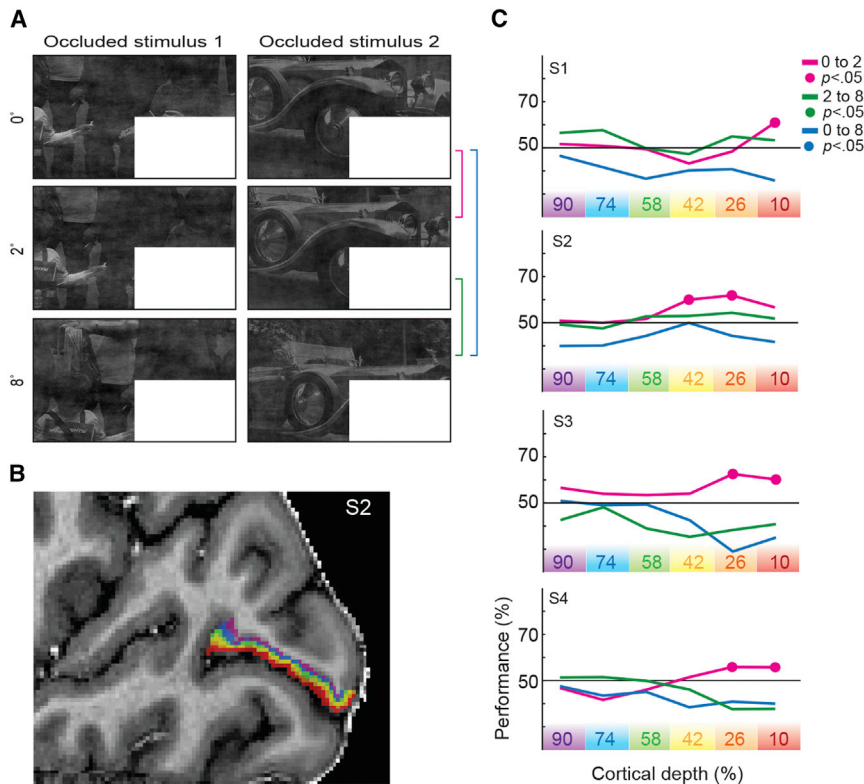 A
Occluded stimulus 1
Occluded stimulus 2
0°
2°
8°
B
S2
C
S1
0 to 2
p<.05
2 to 8
p<.05
0 to 8
p<.05
70
50
90 74 58 42 26 10
S2
70
50
90 74 58 42 26 10
S3
70
50
90 74 58 42 26 10
S4
70
50
90 74 58 42 26 10
Performance (%)
Cortical depth (%)